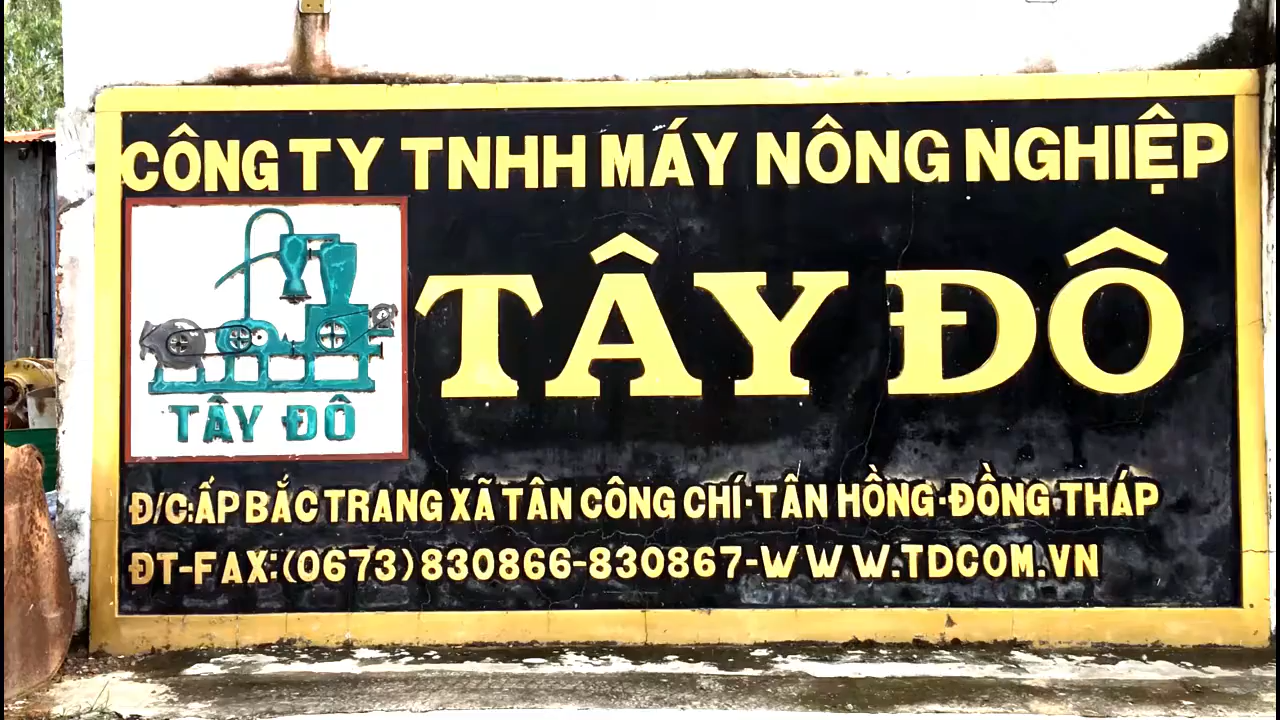 CÔNG TY TNHH MÁY NÔNG NGHIỆP
TÂY ĐÔ
TÂY ĐÔ
Đ/C:ẤP BẮC TRANG XÃ TÂN CÔNG CHÍ-TÂN HỒNG-ĐỒNG THÁP
ĐT-FAX:(0673)830866-830867-WWW.TDCOM.VN